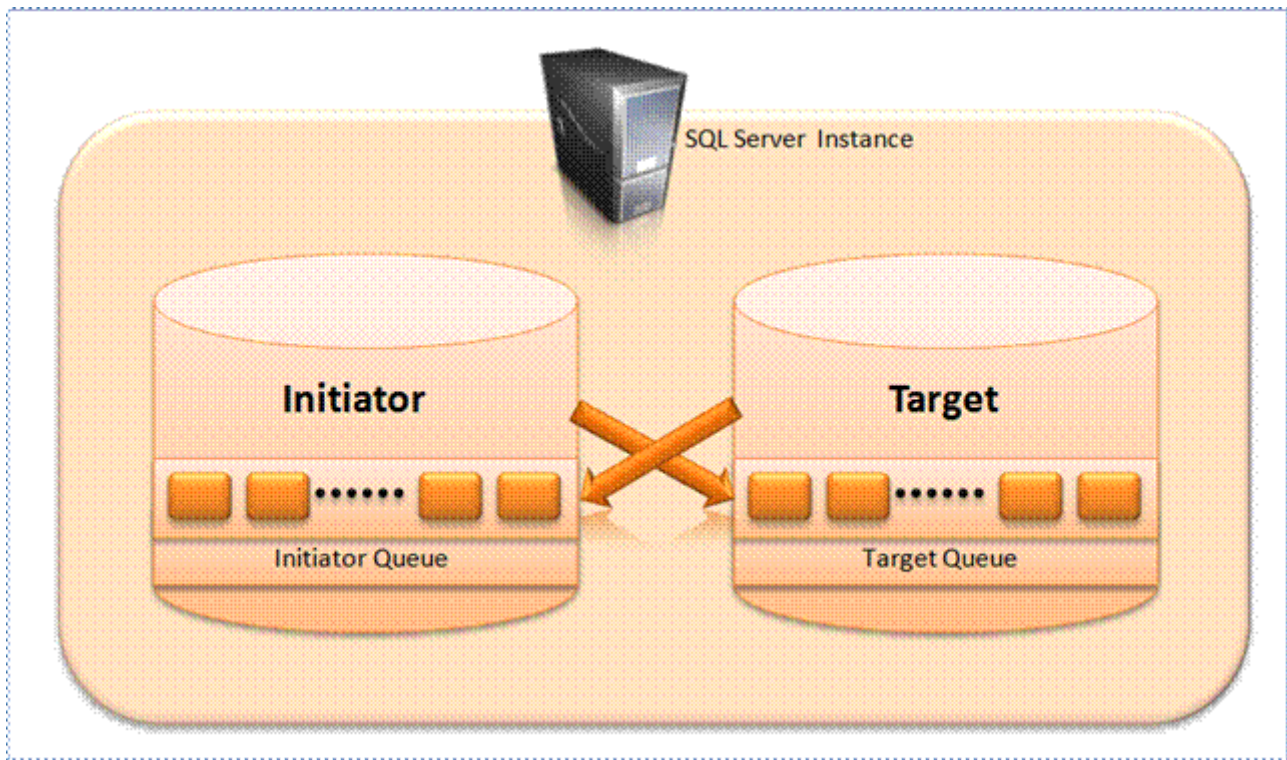 SQL Server Instance
Initiator
Target
Initiator Queue
Target Queue